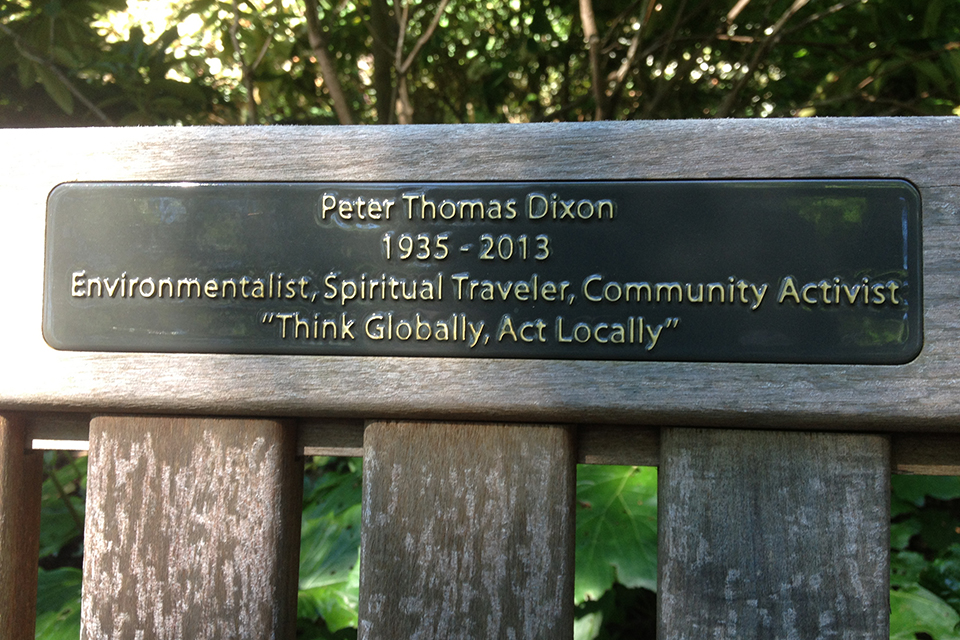 Peter Thomas Dixon
1935 - 2013
Environmentalist, Spiritual Traveler, Community Activist
"Think Globally, Act Locally"